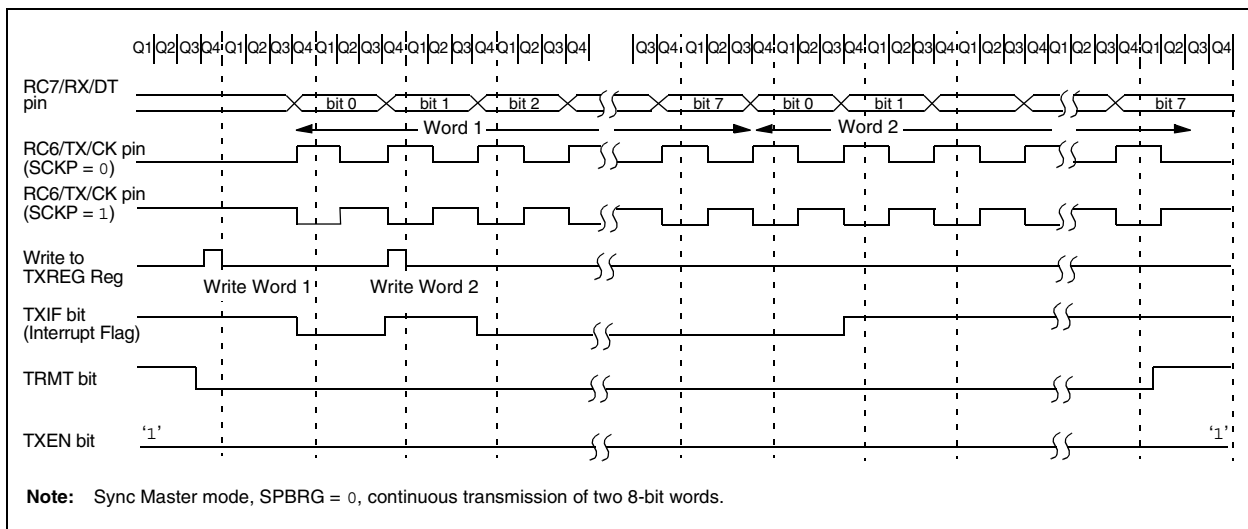 Q1 Q2 Q3 Q4 Q1 Q2 Q3 Q4 Q1 Q2 Q3 Q4 Q1 Q2 Q3 Q4 Q1 Q2 Q3 Q4 Q3 Q4 Q1 Q2 Q3 Q4 Q1 Q2 Q3 Q4 Q1 Q2 Q3 Q4 Q1 Q2 Q3 Q4 Q1 Q2 Q3 Q4 Q1 Q2 Q3 Q4
RC7/RX/DT
pin
bit 0 bit 1 bit 2 bit 7 bit 0 bit 1 bit 7
Word 1 Word 2
RC6/TX/CK pin
(SCKP = 0)
RC6/TX/CK pin
(SCKP = 1)
Write to
TXREG Reg
Write Word 1 Write Word 2
TXIF bit
(Interrupt Flag)
TRMT bit
TXEN bit
‘1’ ‘1’
Note: Sync Master mode, SPBRG = 0, continuous transmission of two 8-bit words.